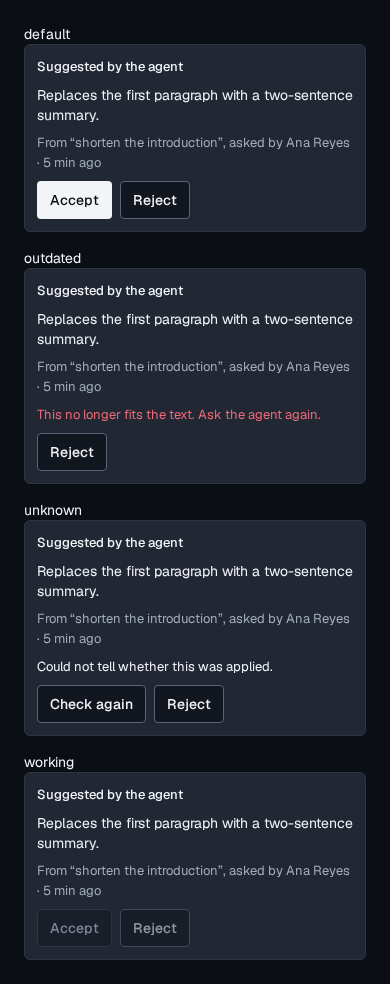 default
Suggested by the agent
Replaces the first paragraph with a two-sentence
summary.
From “shorten the introduction”, asked by Ana Reyes
· 5 min ago
Accept
Reject
outdated
Suggested by the agent
Replaces the first paragraph with a two-sentence
summary.
From “shorten the introduction”, asked by Ana Reyes
· 5 min ago
This no longer fits the text. Ask the agent again.
Reject
unknown
Suggested by the agent
Replaces the first paragraph with a two-sentence
summary.
From “shorten the introduction”, asked by Ana Reyes
· 5 min ago
Could not tell whether this was applied.
Check again
Reject
working
Suggested by the agent
Replaces the first paragraph with a two-sentence
summary.
From “shorten the introduction”, asked by Ana Reyes
· 5 min ago
Accept
Reject